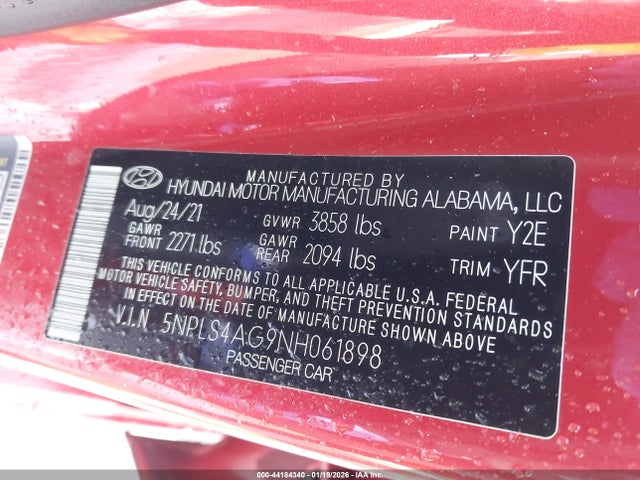 MANUFACTURED BY
HYUNDAI MOTOR MANUFACTURING ALABAMA, LLC
Aug/24/21 GVWR 3858 lbs PAINT Y2E
GAWR FRONT 2271 lbs GAWR REAR 2094 lbs TRIM YFR
THIS VEHICLE CONFORMS TO ALL APPLICABLE U.S.A. FEDERAL
MOTOR VEHICLE SAFETY, BUMPER, AND THEFT PREVENTION STANDARDS
IN EFFECT ON THE DATE OF MANUFACTURE SHOWN ABOVE.
V.I.N 5NPLS4AG9NH061898
PASSENGER CAR
000-44184340 - 01/19/2026 - IAA Inc.